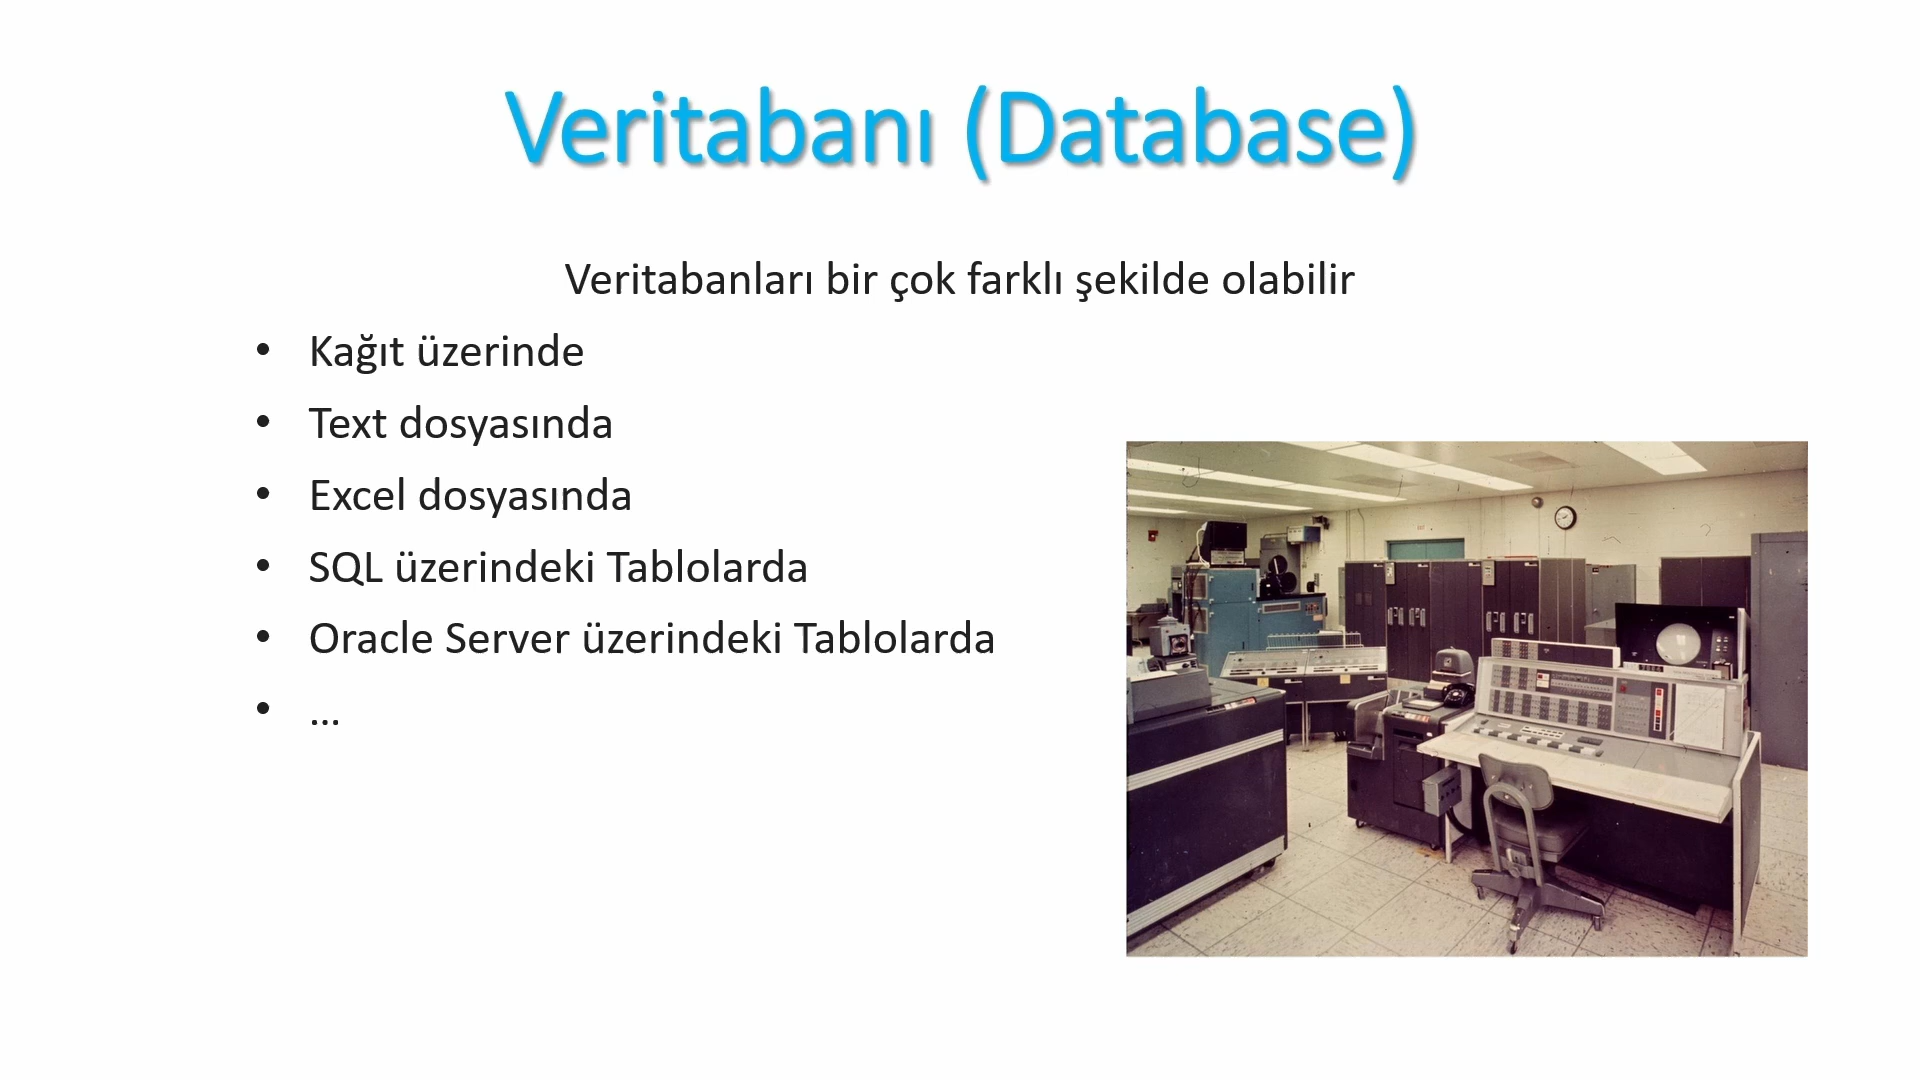 Veritabanı (Database)
Veritabanları bir çok farklı şekilde olabilir
• Kağıt üzerinde
• Text dosyasında
• Excel dosyasında
• SQL üzerindeki Tablolarda
• Oracle Server üzerindeki Tablolarda
• ...